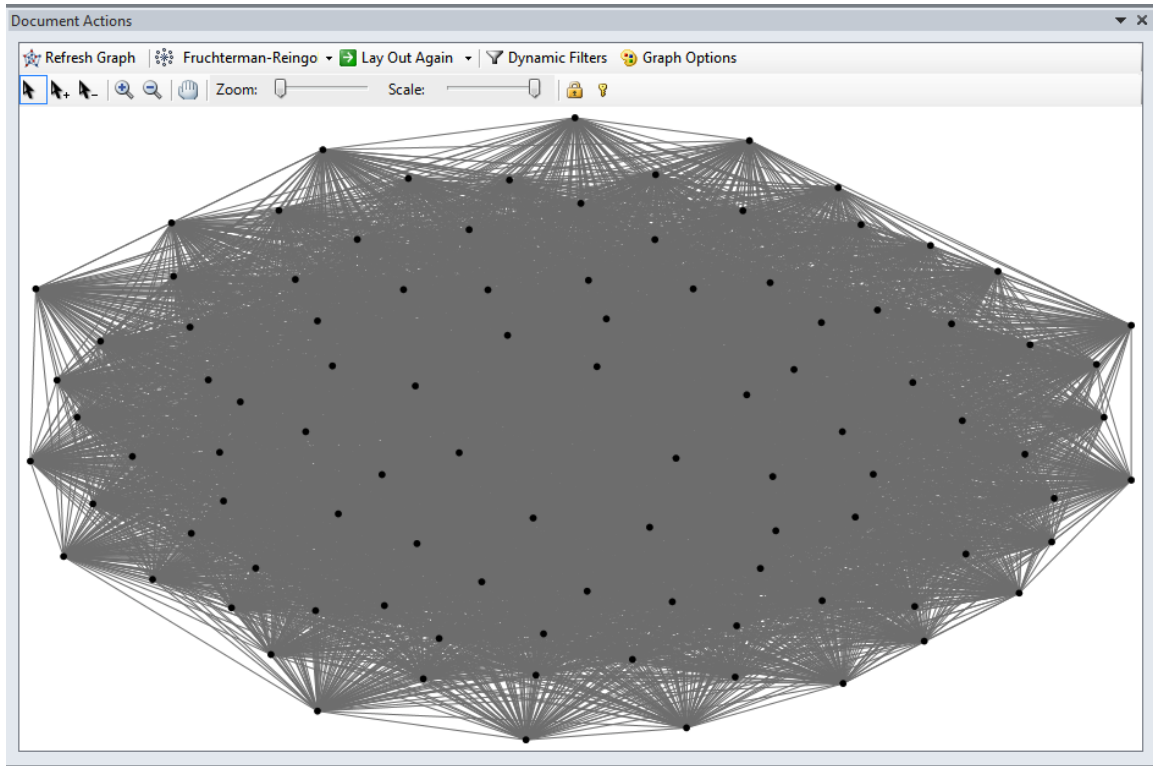 Document Actions
Refresh Graph Fruchterman-Reingo Lay Out Again Dynamic Filters Graph Options
Zoom: Scale: